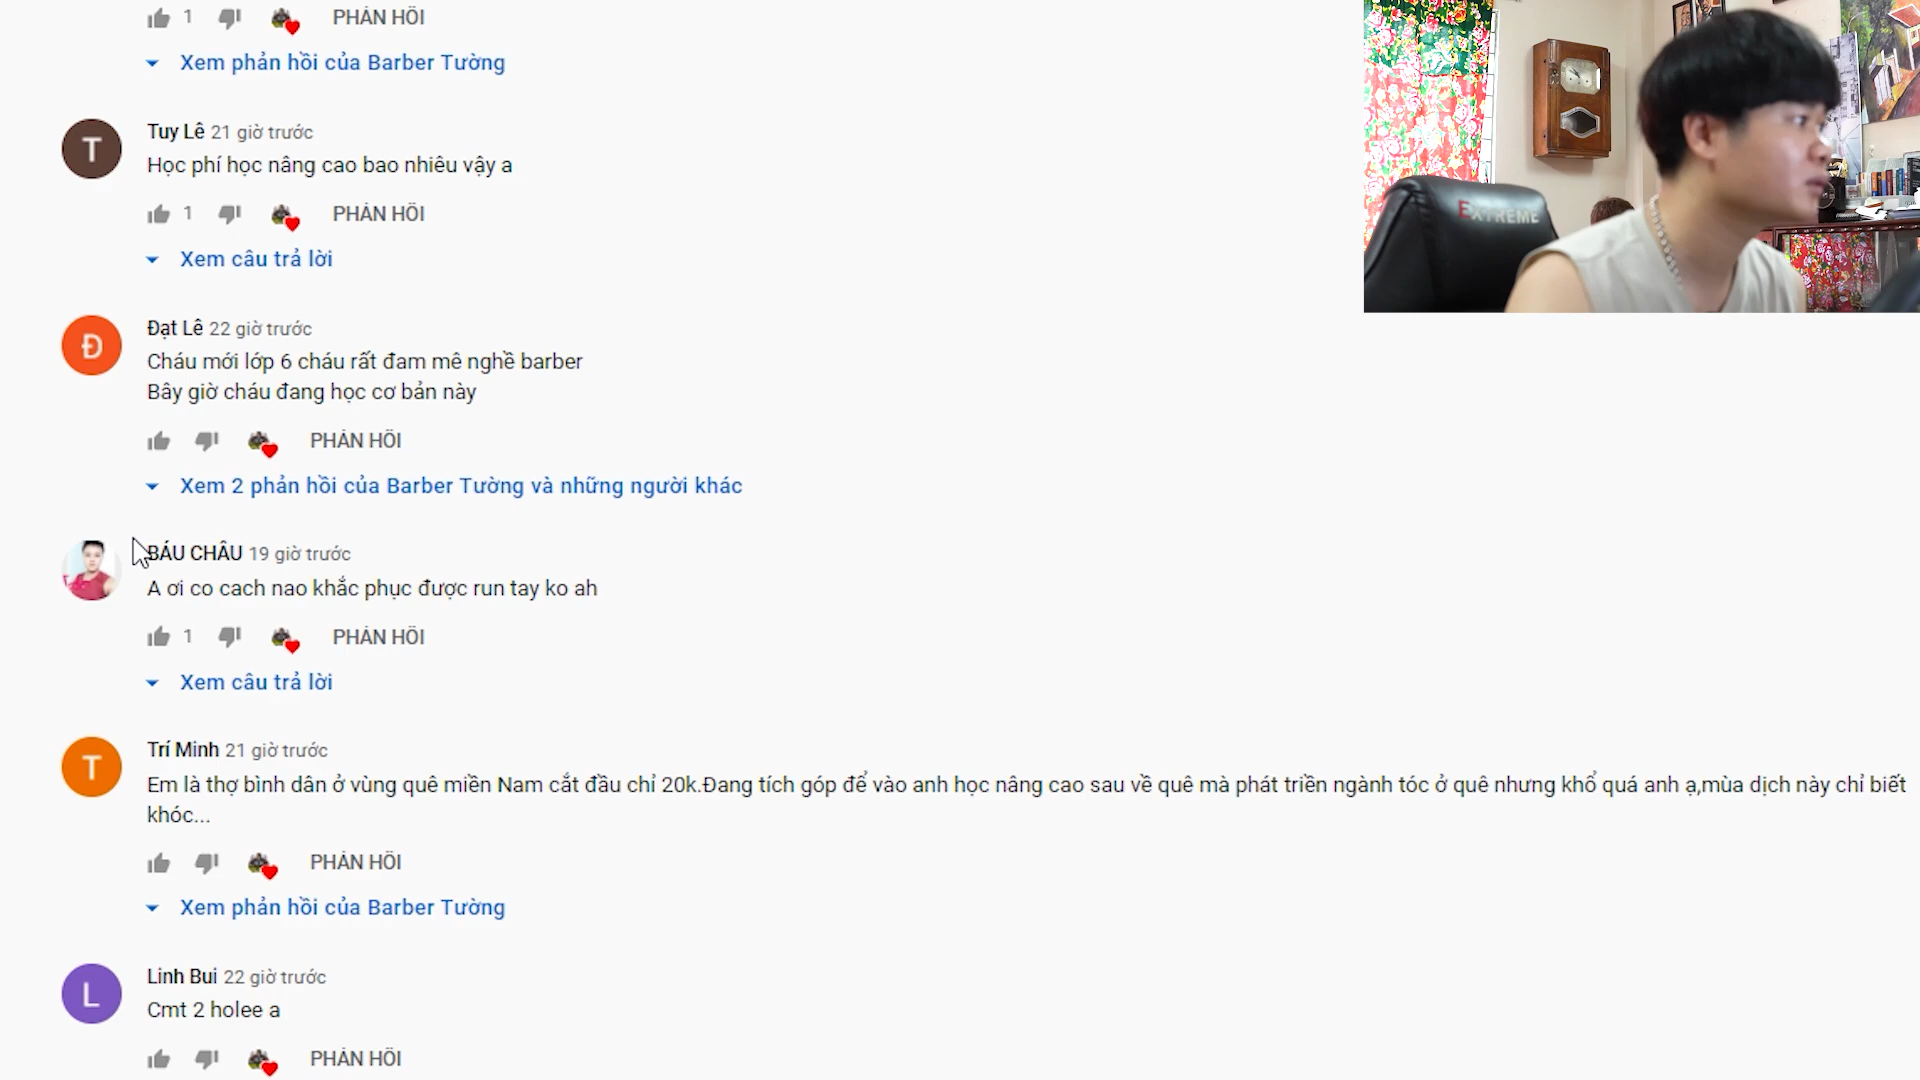 1 PHẢN HỒI
Xem phản hồi của Barber Tường
T
Tuy Lê 21 giờ trước
Học phí học nâng cao bao nhiêu vậy a
1 PHẢN HỒI
Xem câu trả lời
Đ
Đạt Lê 22 giờ trước
Cháu mới lớp 6 cháu rất đam mê nghề barber
Bây giờ cháu đang học cơ bản này
PHẢN HỒI
Xem 2 phản hồi của Barber Tường và những người khác
BÁU CHÂU 19 giờ trước
A ơi co cach nao khắc phục được run tay ko ah
1 PHẢN HỒI
Xem câu trả lời
T
Trí Minh 21 giờ trước
Em là thợ bình dân ở vùng quê miền Nam cắt đầu chỉ 20k.Đang tích góp để vào anh học nâng cao sau về quê mà phát triển ngành tóc ở quê nhưng khổ quá anh ạ,mùa dịch này chỉ biết
khóc...
PHẢN HỒI
Xem phản hồi của Barber Tường
L
Linh Bui 22 giờ trước
Cmt 2 holee a
PHẢN HỒI
EXTREME